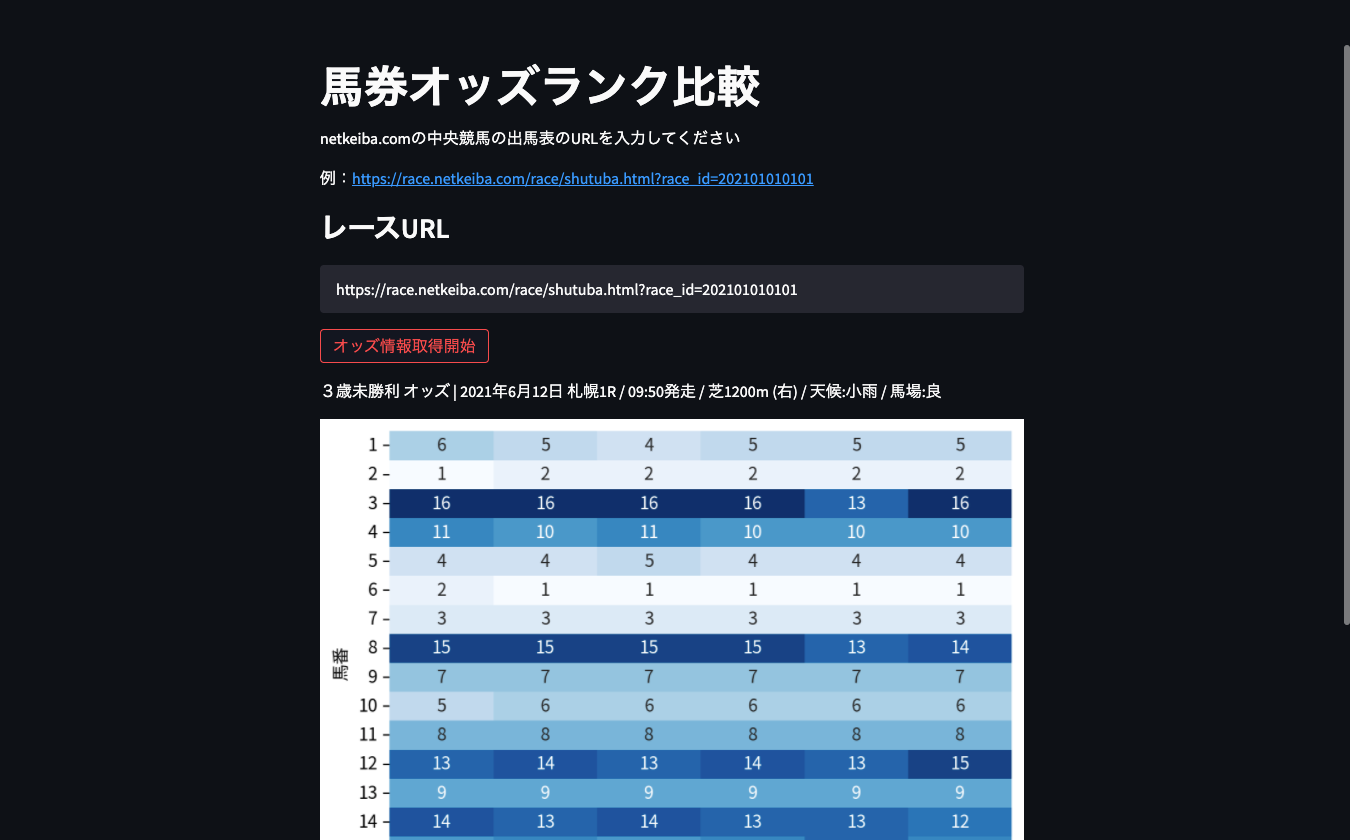 馬券オッズランク比較
netkeiba.comの中央競馬の出馬表のURLを入力してください
例：https://race.netkeiba.com/race/shutuba.html?race_id=202101010101
レースURL
https://race.netkeiba.com/race/shutuba.html?race_id=202101010101
オッズ情報取得開始
３歳未勝利 オッズ | 2021年6月12日 札幌1R / 09:50発走 / 芝1200m (右) / 天候:小雨 / 馬場:良
1 6 5 4 5 5 5
2 1 2 2 2 2 2
3 16 16 16 16 13 16
4 11 10 11 10 10 10
5 4 4 5 4 4 4
6 2 1 1 1 1 1
7 3 3 3 3 3 3
馬番
8 15 15 15 15 13 14
9 7 7 7 7 7 7
10 5 6 6 6 6 6
11 8 8 8 8 8 8
12 13 14 13 14 13 15
13 9 9 9 9 9 9
14 14 13 14 13 13 12